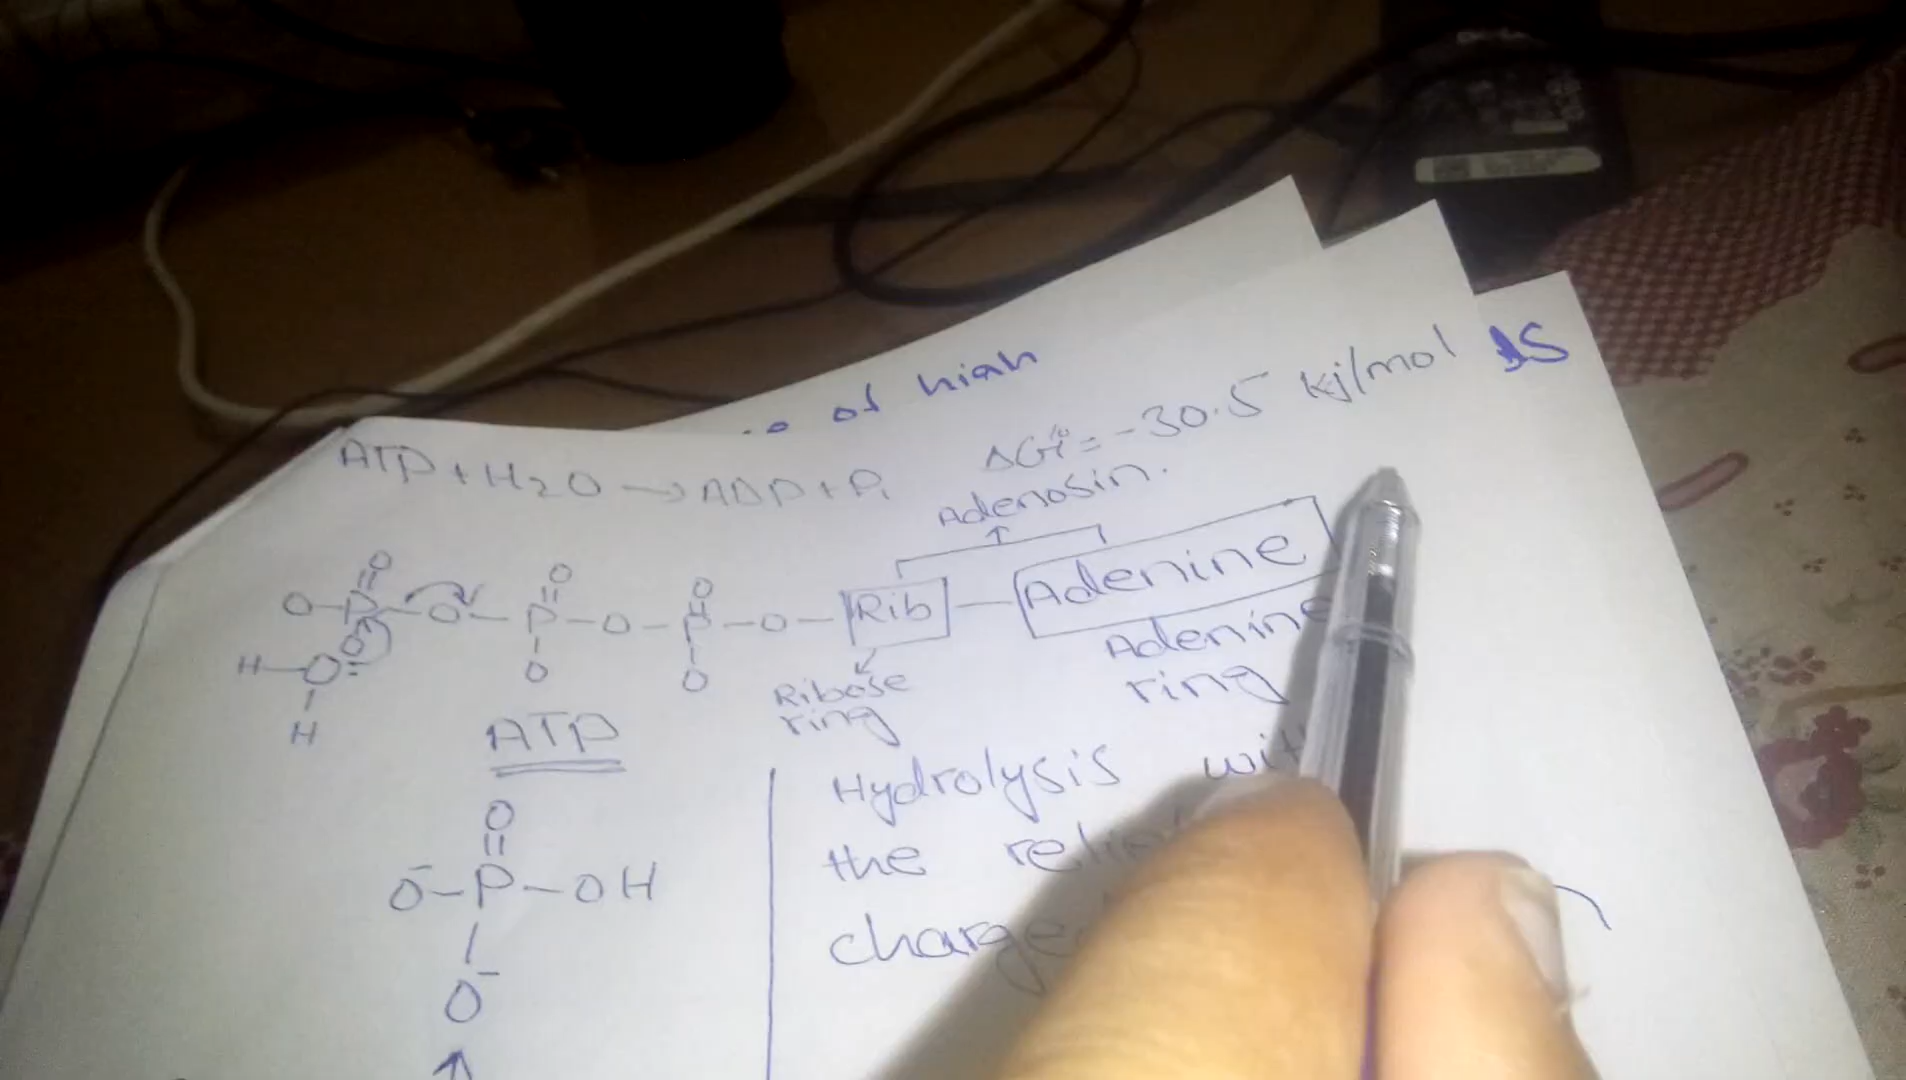 of high
ATP + H2O → ADP + Pi ΔG'° = -30.5 kj/mol
Adenosin.
O - P - O - P - O - P - O - Rib - Adenine
O O O
O O
H - O
H
Ribose
ring
Adenine
ring
ATP
O
O⁻ - P - OH
O⁻
Hydrolysis
the
charge